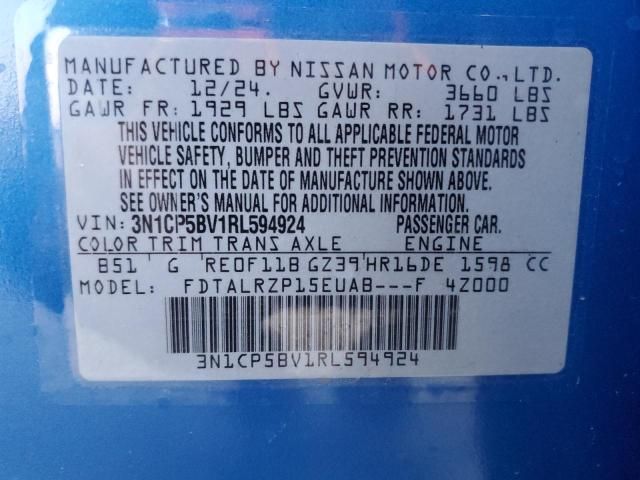 MANUFACTURED BY NISSAN MOTOR CO.,LTD.
DATE: 12/24. GVWR: 3660 LBS
GAWR FR: 1929 LBS GAWR RR: 1731 LBS
THIS VEHICLE CONFORMS TO ALL APPLICABLE FEDERAL MOTOR
VEHICLE SAFETY, BUMPER AND THEFT PREVENTION STANDARDS
IN EFFECT ON THE DATE OF MANUFACTURE SHOWN ABOVE.
SEE OWNER'S MANUAL FOR ADDITIONAL INFORMATION.
VIN: 3N1CP5BV1RL594924 PASSENGER CAR.
COLOR TRIM TRANS AXLE ENGINE
B51 G RE0F11B GZ39 HR16DE 1598 CC
MODEL: FDTALRZP15EUAB---F 4Z000
3N1CP5BV1RL594924